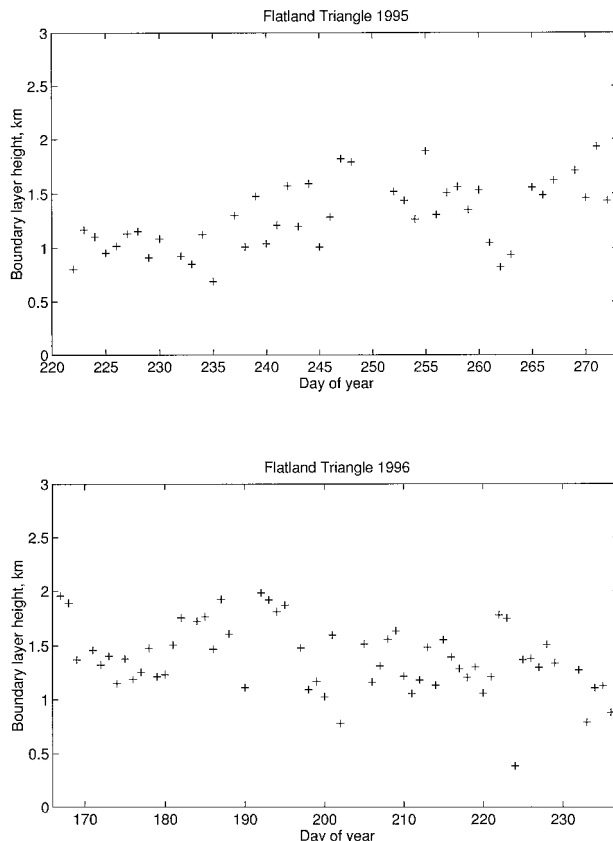 Flatland Triangle 1995
3
2.5
2
1.5
1
0.5
0
Boundary layer height, km
220 225 230 235 240 245 250 255 260 265 270
Day of year
Flatland Triangle 1996
3
2.5
2
1.5
1
0.5
0
Boundary layer height, km
170 180 190 200 210 220 230
Day of year